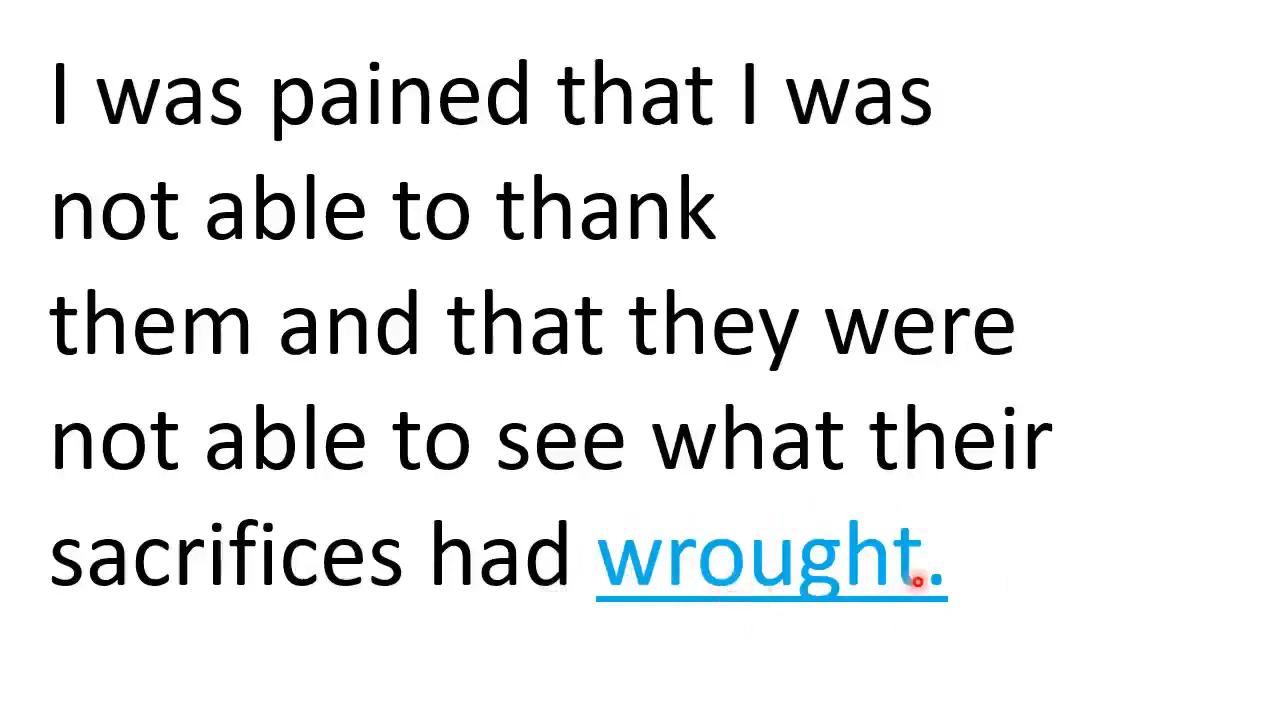 I was pained that I was
not able to thank
them and that they were
not able to see what their
sacrifices had wrought.